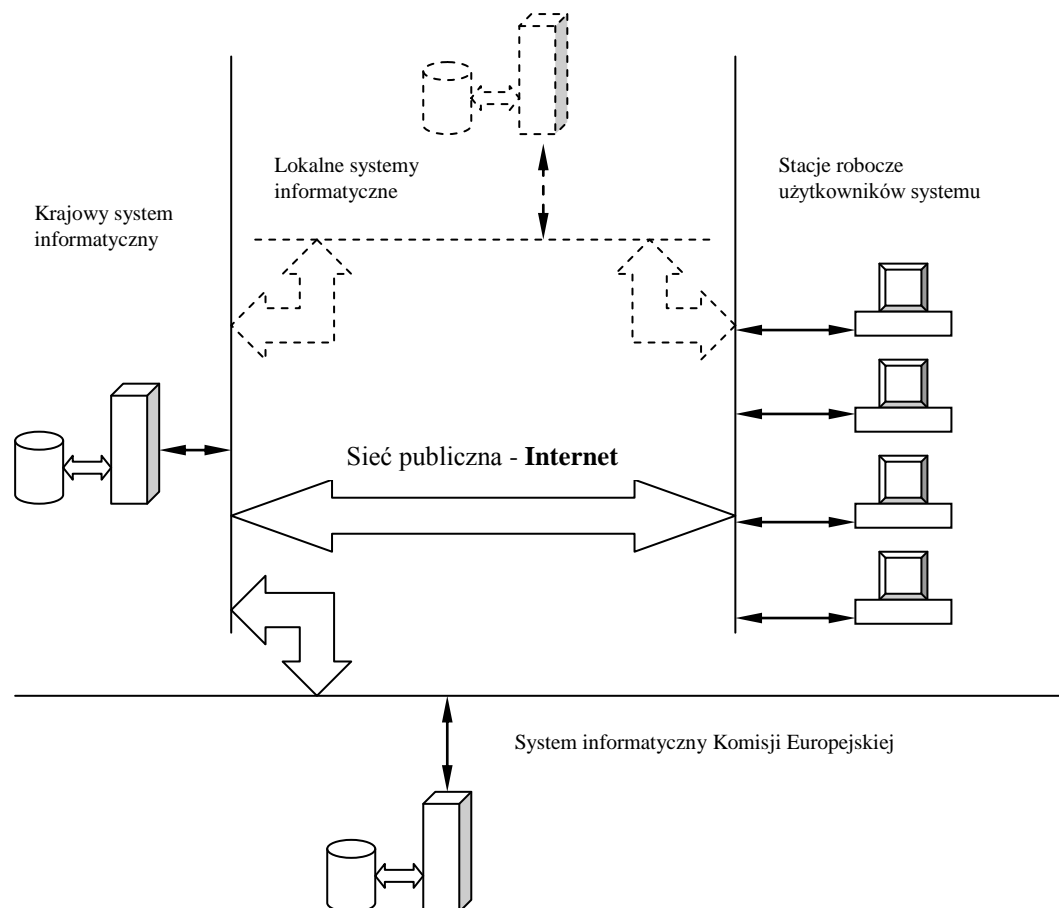 Lokalne systemy
informatyczne
Stacje robocze
użytkowników systemu
Krajowy system
informatyczny
Sieć publiczna - Internet
System informatyczny Komisji Europejskiej